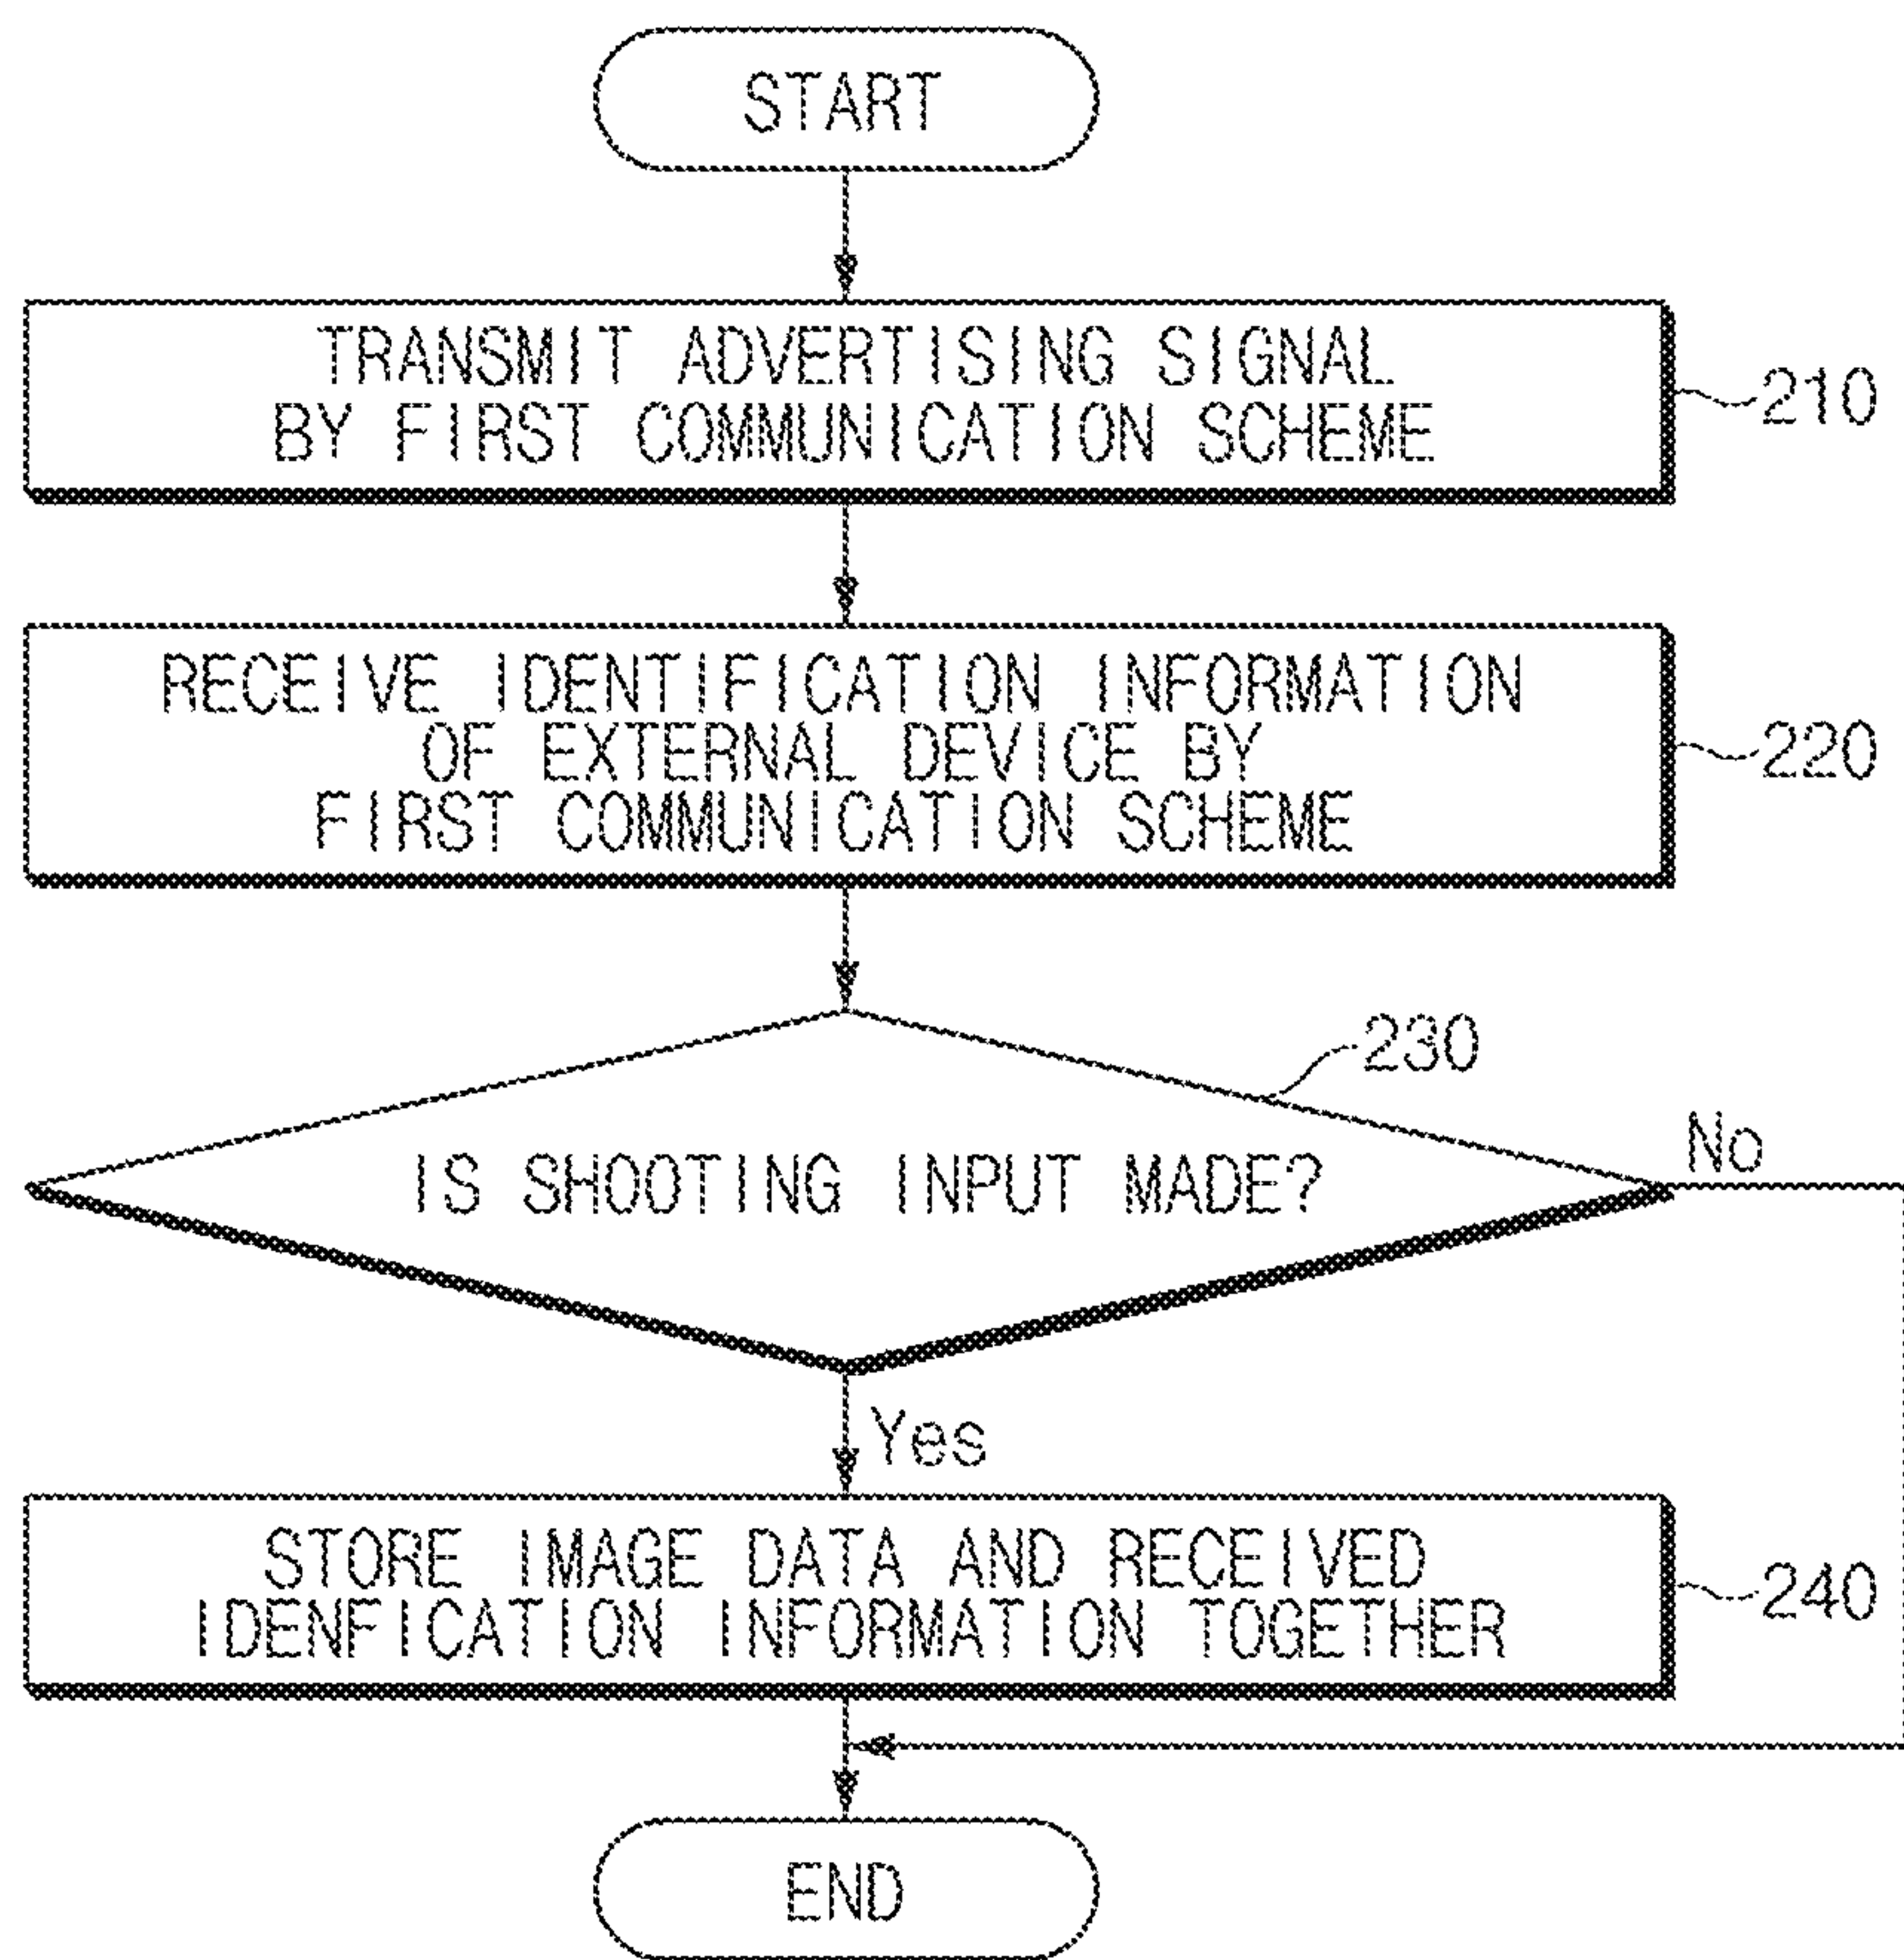 START
TRANSMIT ADVERTISING SIGNAL
BY FIRST COMMUNICATION SCHEME
210
RECEIVE IDENTIFICATION INFORMATION
OF EXTERNAL DEVICE BY
FIRST COMMUNICATION SCHEME
220
230
IS SHOOTING INPUT MADE?
No
Yes
STORE IMAGE DATA AND RECEIVED
IDENFICATION INFORMATION TOGETHER
240
END